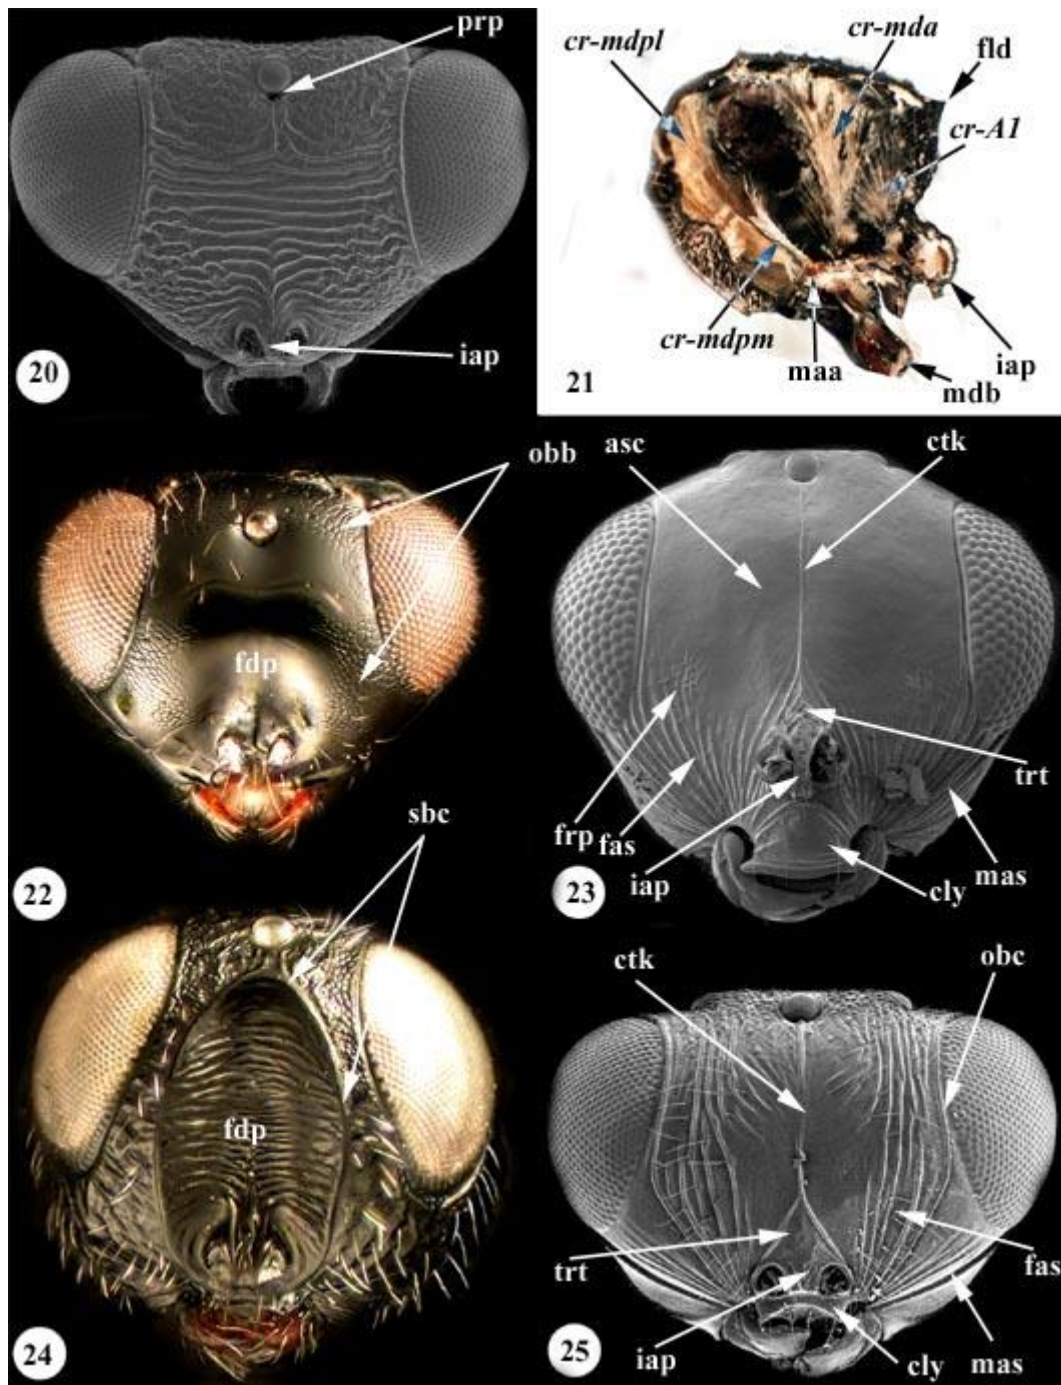 prp
iap
20
cr-mdpl
cr-mda
fld
cr-A1
cr-mdpm
maa
mdb
iap
21
obb
fdp
22
asc
ctk
trt
frp
fas
iap
cly
mas
23
sbc
fdp
24
ctk
obc
trt
fas
iap
cly
mas
25